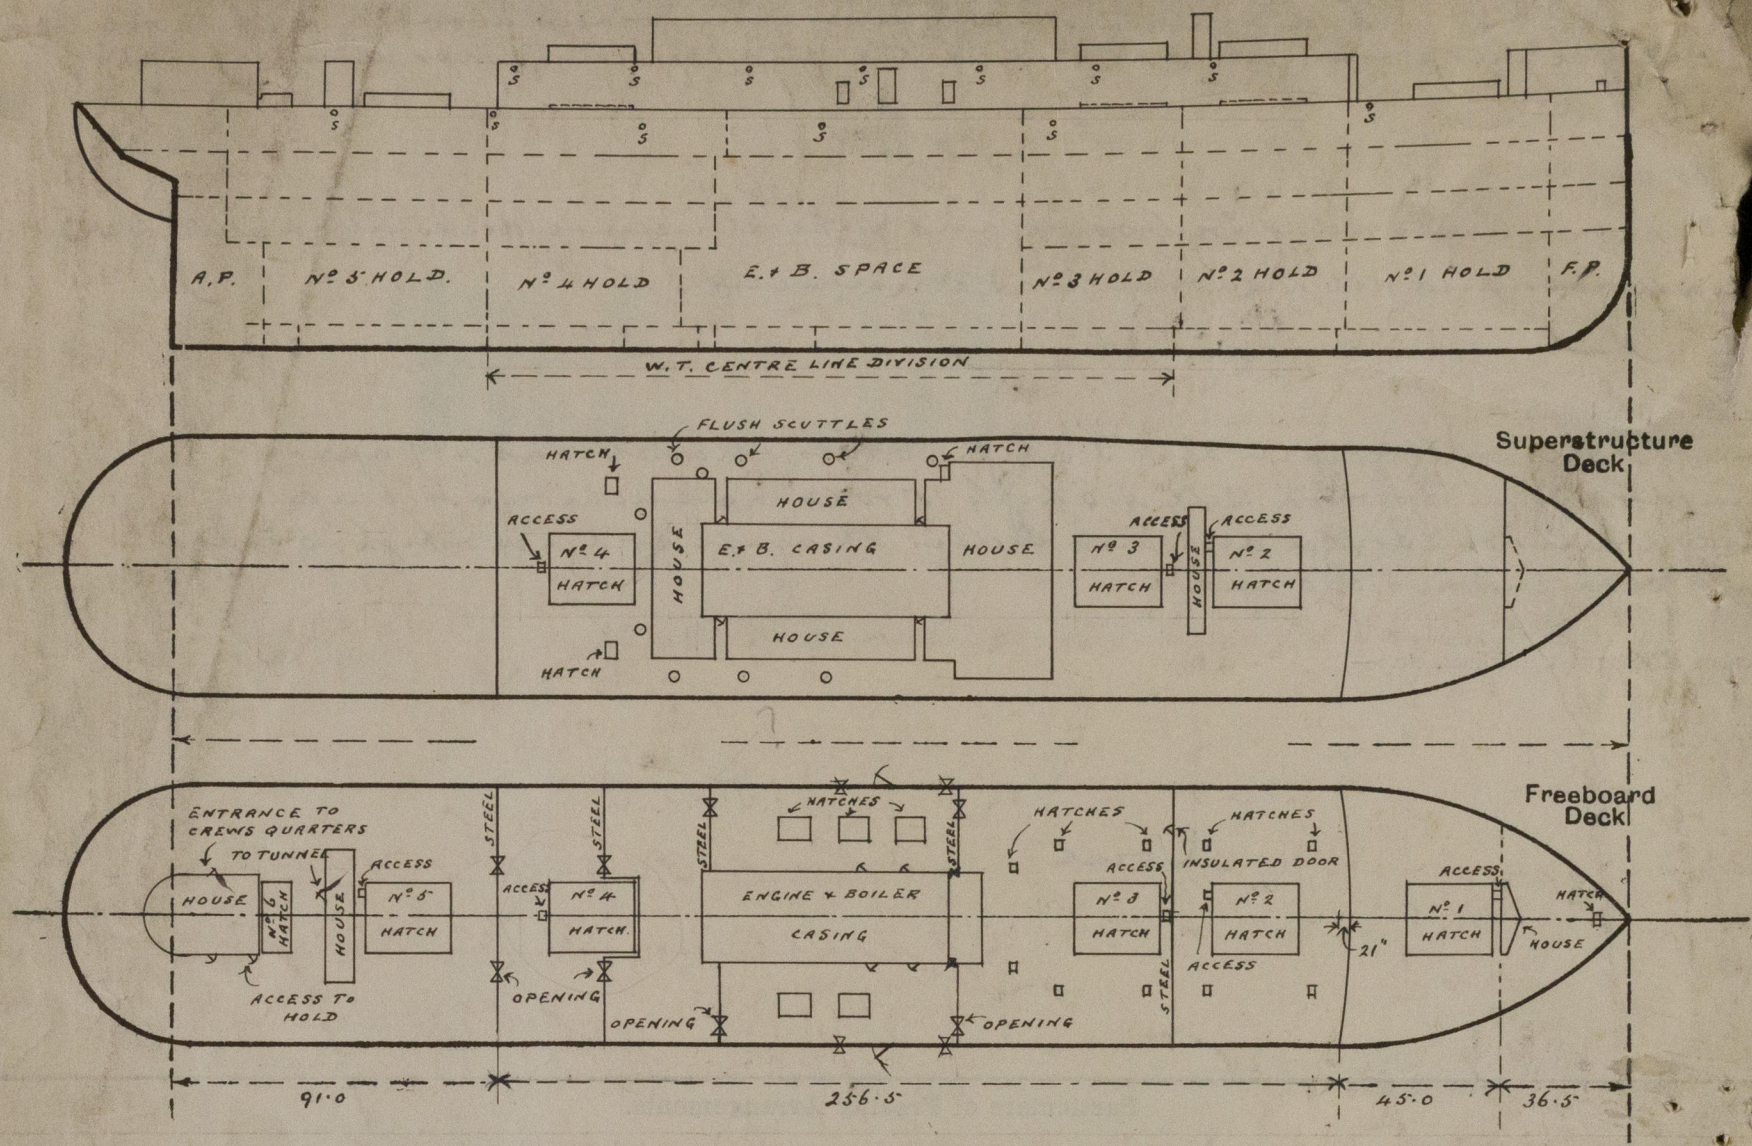 S S S S S S S
S S S S S S
A.P. Nº 5 HOLD. Nº 4 HOLD E. & B. SPACE Nº 3 HOLD Nº 2 HOLD Nº 1 HOLD F.P.
W.T. CENTRE LINE DIVISION
FLUSH SCUTTLES
Superstructure
Deck
HATCH
HATCH
HOUSE
ACCESS
ACCESS
ACCESS
Nº 4
HATCH
HOUSE
E. & B. CASING
HOUSE
Nº 3
HATCH
HOUSE
Nº 2
HATCH
HOUSE
HATCH
Freeboard
Deck
ENTRANCE TO
CREWS QUARTERS
TO TUNNEL
ACCESS
STEEL
STEEL
STEEL
HATCHES
STEEL
HATCHES
HATCHES
ACCESS
INSULATED DOOR
ACCESS
HATCH
HOUSE
Nº 6
HATCH
HOUSE
Nº 5
HATCH
ACCESS
Nº 4
HATCH.
ENGINE & BOILER
CASING
Nº 3
HATCH
Nº 2
HATCH
21"
Nº 1
HATCH
HOUSE
ACCESS
STEEL
ACCESS TO
HOLD
OPENING
OPENING
OPENING
91.0 256.5 45.0 36.5